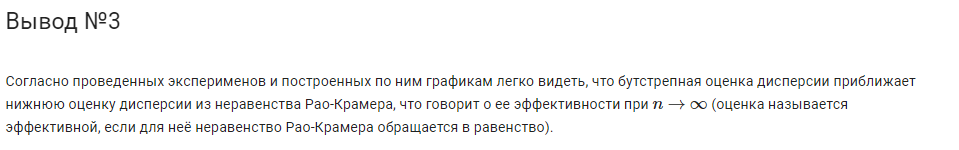 Вывод №3
Согласно проведенных эксперименов и построенных по ним графикам легко видеть, что бутстрепная оценка дисперсии приближает
нижнюю оценку дисперсии из неравенства Рао-Крамера, что говорит о ее эффективности при n → ∞ (оценка называется
эффективной, если для неё неравенство Рао-Крамера обращается в равенство).